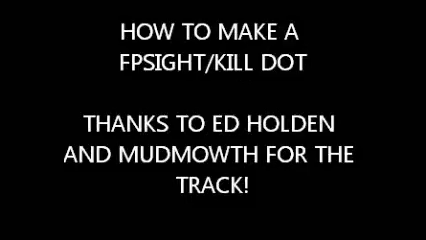 HOW TO MAKE A
FPSIGHT/KILL DOT
THANKS TO ED HOLDEN
AND MUDMOWTH FOR THE
TRACK!